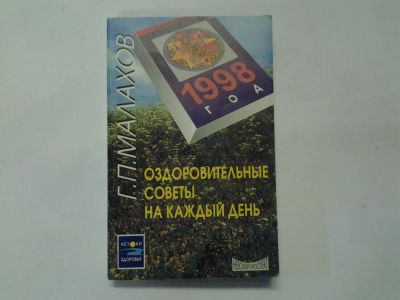 Г.П.МАЛАХОВ
1998
ГОД
ОЗДОРОВИТЕЛЬНЫЕ
СОВЕТЫ
НА КАЖДЫЙ ДЕНЬ
ИСТОКИ
ЗДОРОВЬЯ